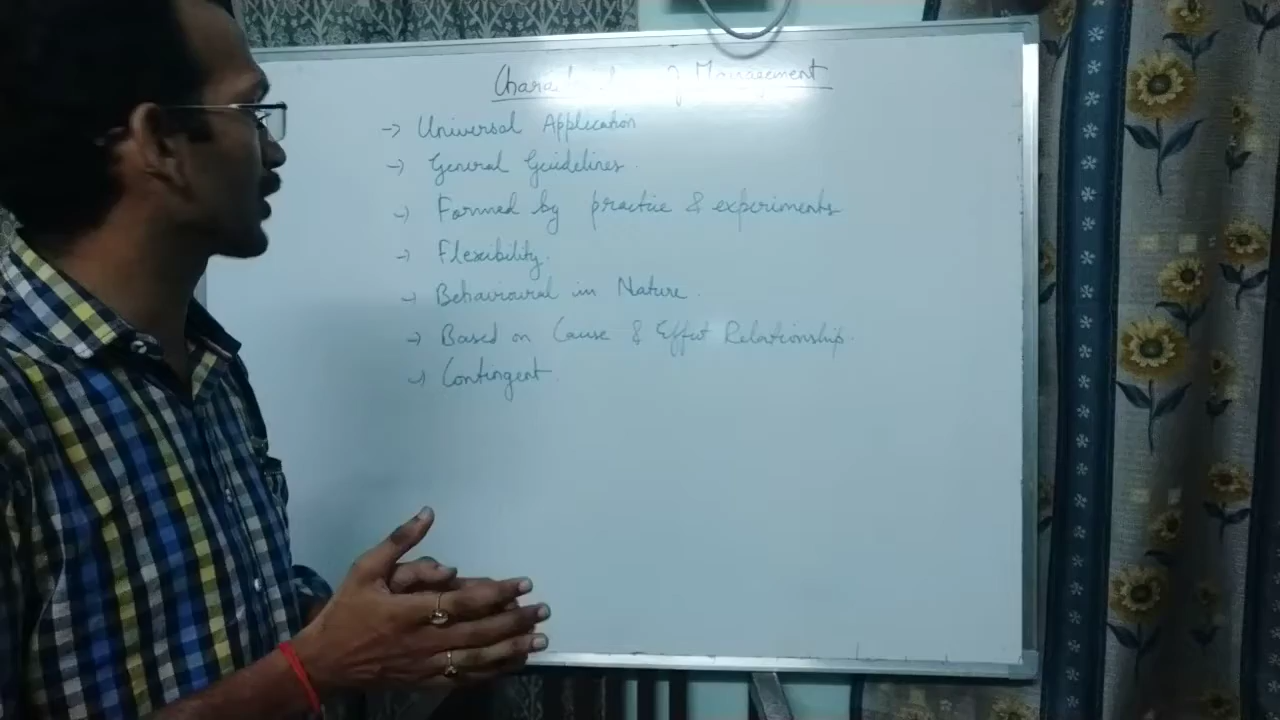 of Management
-> Universal Application
-> General Guidelines.
-> Formed by practice & experiments
-> Flexibility.
-> Behavioural in Nature.
-> Based on Cause & Effect Relationship.
-> Contingent.